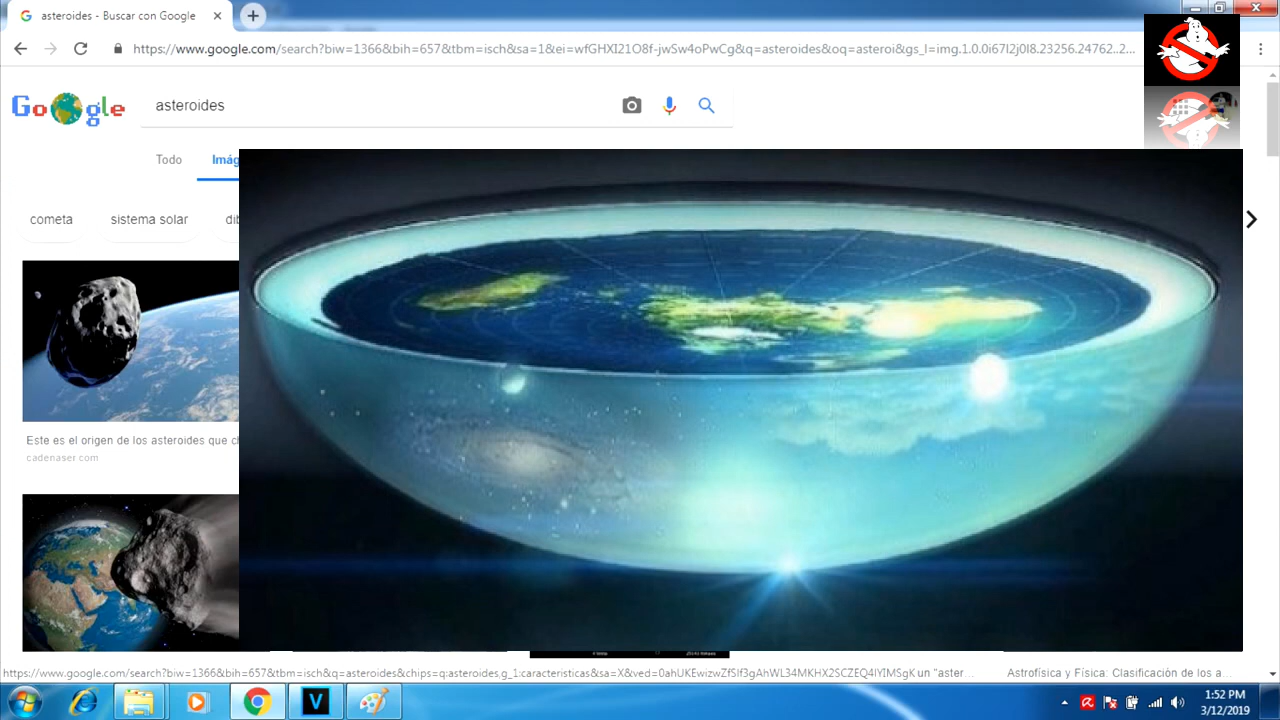 asteroides - Buscar con Google
https://www.google.com/search?biw=1366&bih=657&tbm=isch&sa=1&ei=wfGHXI21O8f-jwSw4oPwCg&q=asteroides&oq=asteroi&gs_l=img.1.0.0i67l2j0l8.23256.24762..2...
Google
asteroides
Todo
Imág
cometa
sistema solar
dib
Este es el origen de los asteroides que ch
cadenaser.com
https://www.google.com/search?biw=1366&bih=657&tbm=isch&q=asteroides&chips=q:asteroides,g_1:caracteristicas&sa=X&ved=0ahUKEwizwZfSlf3gAhWL34MKHX2SCZEQ4lYIMSgK un "aster ...
Astrofísica y Física: Clasificación de los a ...
1:52 PM
3/12/2019